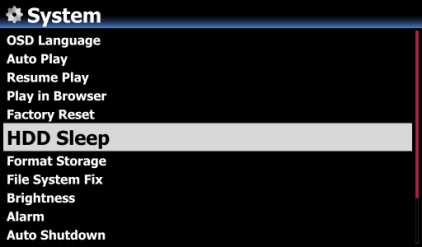 System
OSD Language
Auto Play
Resume Play
Play in Browser
Factory Reset
HDD Sleep
Format Storage
File System Fix
Brightness
Alarm
Auto Shutdown